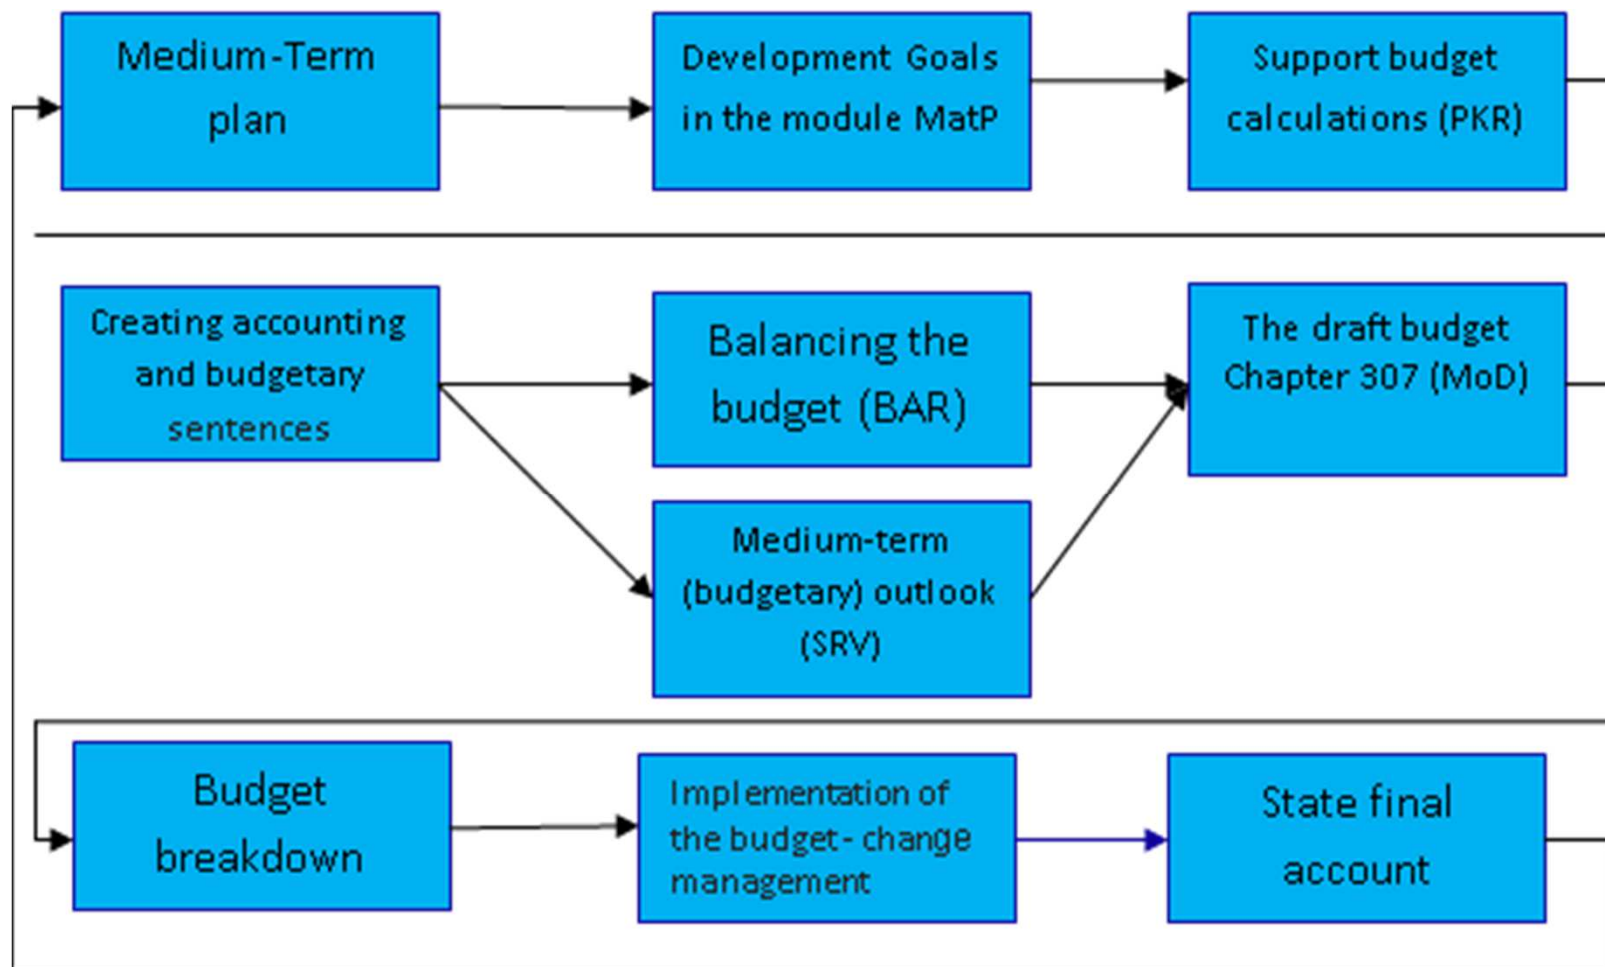 Medium-Term
plan
Development Goals
in the module MatP
Support budget
calculations (PKR)
Creating accounting
and budgetary
sentences
Balancing the
budget (BAR)
The draft budget
Chapter 307 (MoD)
Medium-term
(budgetary) outlook
(SRV)
Budget
breakdown
Implementation of
the budget- change
management
State final
account